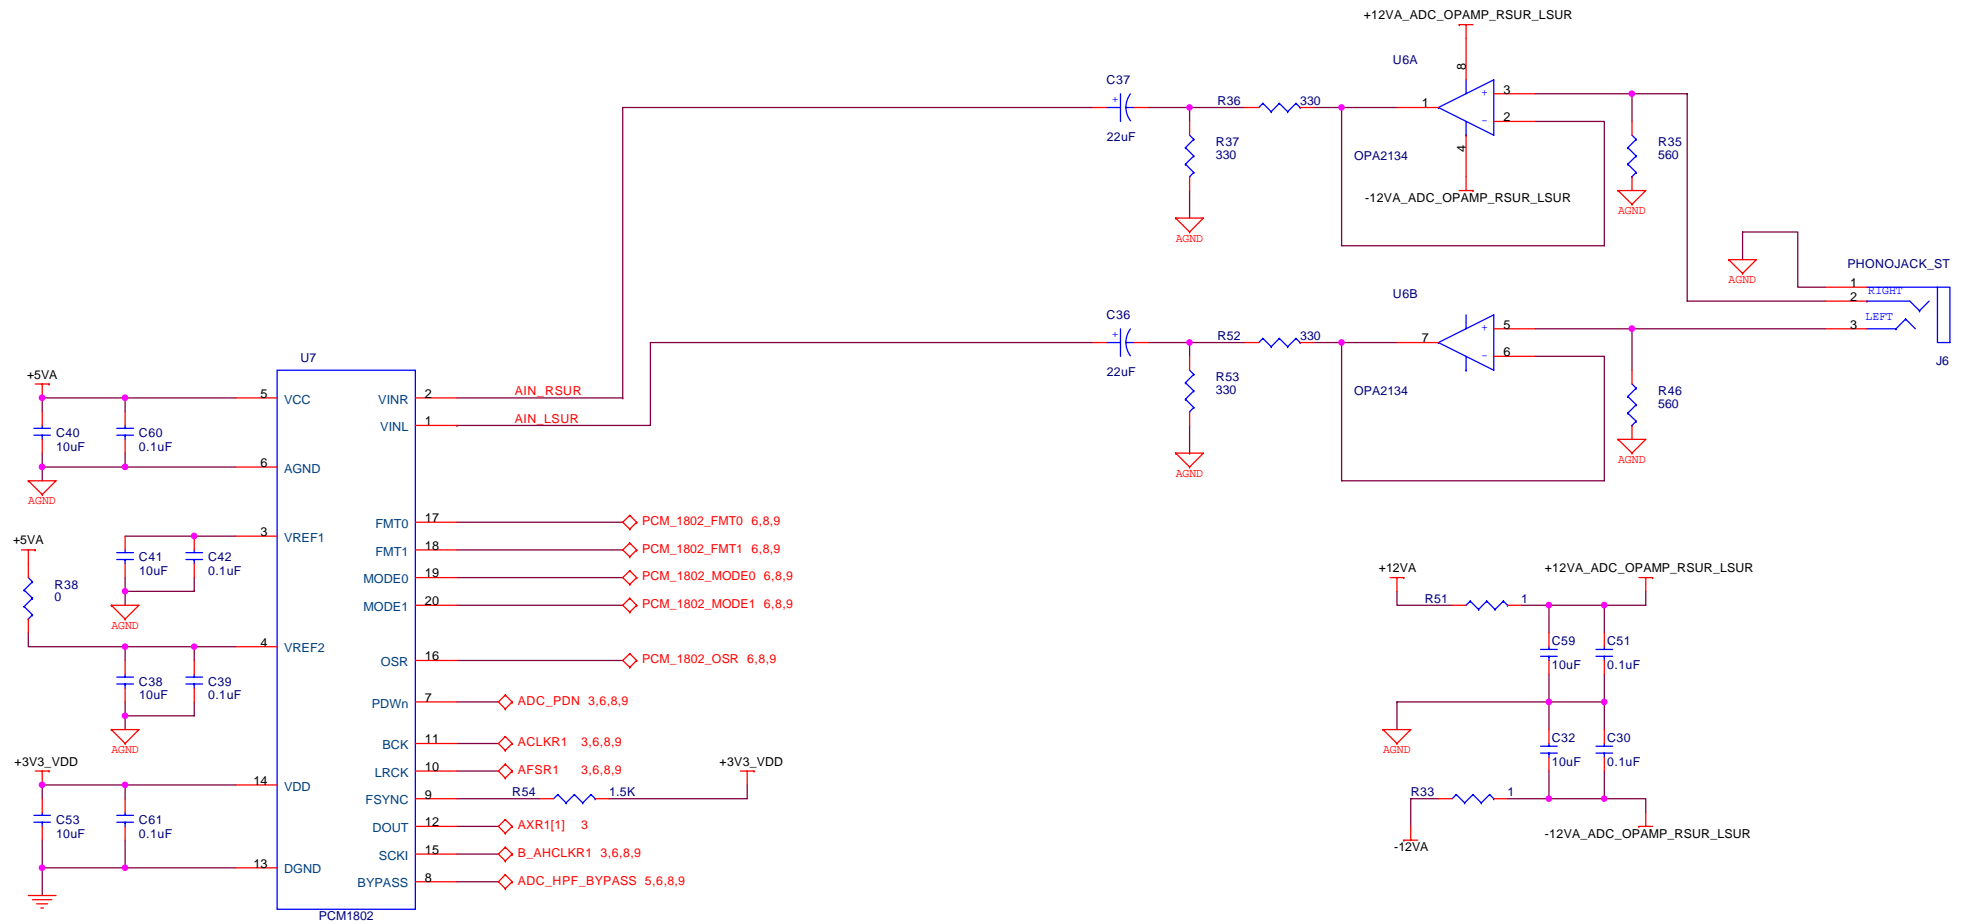 +12VA_ADC_OPAMP_RSUR_LSUR
U6A
8
C37
+
22uF
R36
330
1
3
+
2
-
4
OPA2134
R37
330
AGND
R35
560
AGND
-12VA_ADC_OPAMP_RSUR_LSUR
AGND
PHONOJACK_ST
1
RIGHT
2
LEFT
3
J6
U6B
C36
+
22uF
R52
330
7
5
+
6
-
OPA2134
R53
330
AGND
R46
560
AGND
U7
+5VA
5
VCC
C40
10uF
C60
0.1uF
6
AGND
AGND
VINR
2
AIN_RSUR
VINL
1
AIN_LSUR
3
VREF1
C41
10uF
C42
0.1uF
AGND
+5VA
R38
0
4
VREF2
C38
10uF
C39
0.1uF
AGND
+3V3_VDD
14
VDD
C53
10uF
C61
0.1uF
13
DGND
FMT0
17
PCM_1802_FMT0 6,8,9
FMT1
18
PCM_1802_FMT1 6,8,9
MODE0
19
PCM_1802_MODE0 6,8,9
MODE1
20
PCM_1802_MODE1 6,8,9
OSR
16
PCM_1802_OSR 6,8,9
PDWn
7
ADC_PDN 3,6,8,9
BCK
11
ACLKR1 3,6,8,9
LRCK
10
AFSR1 3,6,8,9
FSYNC
9
R54
1.5K
+3V3_VDD
DOUT
12
AXR1[1] 3
SCKI
15
B_AHCLKR1 3,6,8,9
BYPASS
8
ADC_HPF_BYPASS 5,6,8,9
PCM1802
+12VA
+12VA_ADC_OPAMP_RSUR_LSUR
R51
1
C59
10uF
C51
0.1uF
AGND
C32
10uF
C30
0.1uF
R33
1
-12VA
-12VA_ADC_OPAMP_RSUR_LSUR